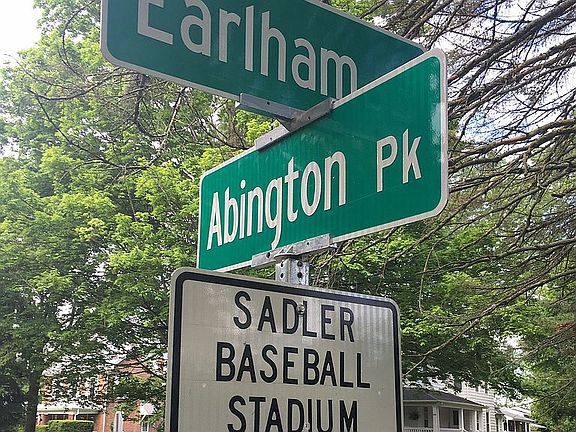 Earlham
Abington Pk
SADLER
BASEBALL
STADIUM